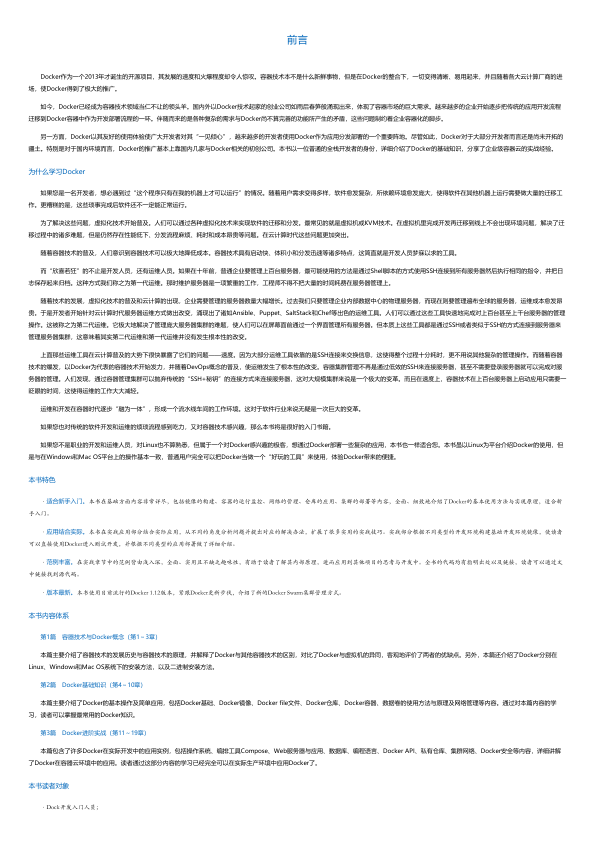 前言
Docker作为一个2013年才诞生的开源项目，其发展的速度和火爆程度却令人惊叹。容器技术本不是什么新鲜事物，但是在Docker的整合下，一切变得清晰、易用起来，并且随着各大云计算厂商的进
场，使Docker得到了极大的推广。
如今，Docker已经成为容器技术领域当仁不让的领头羊。国内外以Docker技术起家的创业公司如雨后春笋般涌现出来，体现了容器市场的巨大需求。越来越多的企业开始逐步把传统的应用开发流程
迁移到Docker容器中作为开发部署流程的一环。伴随而来的是各种复杂的需求与Docker尚不算完善的功能所产生的矛盾，这些问题制约着企业容器化的脚步。
另一方面，Docker以其友好的使用体验使广大开发者对其“一见倾心”，越来越多的开发者使用Docker作为应用分发部署的一个重要阵地。尽管如此，Docker对于大部分开发者而言还是尚未开拓的
疆土。特别是对于国内环境而言，Docker的推广基本上靠国内几家与Docker相关的初创公司。本书以一位普通的全栈开发者的身份，详细介绍了Docker的基础知识，分享了企业级容器云的实战经验。
为什么学习Docker
如果您是一名开发者，想必遇到过“这个程序只有在我的机器上才可以运行”的情况。随着用户需求变得多样，软件愈发复杂，所依赖环境愈发庞大，使得软件在其他机器上运行需要做大量的迁移工
作。更糟糕的是，这些琐事完成后软件还不一定能正常运行。
为了解决这些问题，虚拟化技术开始普及。人们可以通过各种虚拟化技术来实现软件的迁移和分发。最常见的就是虚拟机或KVM技术。在虚拟机里完成开发再迁移到线上不会出现环境问题，解决了迁
移过程中的诸多难题，但是仍然存在性能低下、分发流程麻烦、耗时和成本昂贵等问题。在云计算时代这些问题更加突出。
随着容器技术的普及，人们意识到容器技术可以极大地降低成本。容器技术具有启动快、体积小和分发迅速等诸多特点，这简直就是开发人员梦寐以求的工具。
而“欣喜若狂”的不止是开发人员，还有运维人员。如果在十年前，普通企业要管理上百台服务器，最可能使用的方法是通过Shell脚本的方式使用SSH连接到所有服务器然后执行相同的指令，并把日
志保存起来归档。这种方式我们称之为第一代运维。那时维护服务器是一项繁重的工作，工程师不得不把大量的时间耗费在服务器管理上。
随着技术的发展，虚拟化技术的普及和云计算的出现，企业需要管理的服务器数量大幅增长。过去我们只要管理企业内部数据中心的物理服务器，而现在则要管理遍布全球的服务器，运维成本愈发昂
贵。于是开发者开始针对云计算时代服务器运维方式做出改变，涌现出了诸如Ansible、Puppet、SaltStack和Chef等出色的运维工具。人们可以通过这些工具快速地完成对上百台甚至上千台服务器的管理
操作。这被称之为第二代运维。它极大地解决了管理庞大服务器集群的难题，使人们可以在屏幕面前通过一个界面管理所有服务器。但本质上这些工具都是通过SSH或者类似于SSH的方式连接到服务器来
管理服务器集群，这意味着其实第二代运维和第一代运维并没有发生根本性的改变。
上面那些运维工具在云计算普及的大势下很快暴露了它们的问题——速度。因为大部分运维工具依靠的是SSH连接来交换信息，这使得整个过程十分耗时，更不用说其他复杂的管理操作。而随着容器
技术的爆发，以Docker为代表的容器技术开始发力，并随着DevOps概念的普及，使运维发生了根本性的改变。容器集群管理不再是通过低效的SSH来连接服务器，甚至不需要登录服务器就可以完成对服
务器的管理。人们发现，通过容器管理集群可以抛弃传统的“SSH+秘钥”的连接方式来连接服务器，这对大规模集群来说是一个极大的变革。而且在速度上，容器技术在上百台服务器上启动应用只需要一
眨眼的时间，这使得运维的工作大大减轻。
运维和开发在容器时代逐步“融为一体”，形成一个流水线车间的工作环境。这对于软件行业来说无疑是一次巨大的变革。
如果您也对传统的软件开发和运维的烦琐流程感到吃力，又对容器技术感兴趣，那么本书将是很好的入门书籍。
如果您不是职业的开发和运维人员，对Linux也不算熟悉，但属于一个对Docker感兴趣的极客，想通过Docker部署一些复杂的应用，本书也一样适合您。本书虽以Linux为平台介绍Docker的使用，但
是与在Windows和Mac OS平台上的操作基本一致，普通用户完全可以把Docker当做一个“好玩的工具”来使用，体验Docker带来的便捷。
本书特色
· 适合新手入门。本书在基础方面内容非常详尽，包括镜像的构建、容器的运行监控、网络的管理、仓库的应用、集群的部署等内容，全面、细致地介绍了Docker的基本使用方法与实现原理，适合新
手入门。
· 应用结合实际。本书在实战应用部分结合实际应用，从不同的角度分析问题并提出对应的解决办法，扩展了很多实用的实战技巧。实战部分根据不同类型的开发环境构建基础开发环境镜像，使读者
可以直接使用Docker进入测试开发，并根据不同类型的应用部署做了详细介绍。
· 范例丰富。在实战章节中的范例皆由浅入深、全面、实用且不缺乏趣味性，有助于读者了解其内部原理，进而应用到其他项目的思考与开发中。全书的代码均有指明出处以及链接，读者可以通过文
中链接找到源代码。
· 版本最新。本书使用目前流行的Docker 1.12版本，紧跟Docker更新步伐，介绍了新的Docker Swarm集群管理方式。
本书内容体系
第1篇 容器技术与Docker概念（第1～3章）
本篇主要介绍了容器技术的发展历史与容器技术的原理，并解释了Docker与其他容器技术的区别，对比了Docker与虚拟机的异同，客观地评价了两者的优缺点。另外，本篇还介绍了Docker分别在
Linux、Windows和Mac OS系统下的安装方法，以及二进制安装方法。
第2篇 Docker基础知识（第4～10章）
本篇主要介绍了Docker的基本操作及简单应用，包括Docker基础、Docker镜像、Docker file文件、Docker仓库、Docker容器、数据卷的使用方法与原理及网络管理等内容。通过对本篇内容的学
习，读者可以掌握最常用的Docker知识。
第3篇 Docker进阶实战（第11～19章）
本篇包含了许多Docker在实际开发中的应用实例，包括操作系统、编排工具Compose、Web服务器与应用、数据库、编程语言、Docker API、私有仓库、集群网络、Docker安全等内容，详细讲解
了Docker在容器云环境中的应用。读者通过这部分内容的学习已经完全可以在实际生产环境中应用Docker了。
本书读者对象
· Dock开发入门人员；